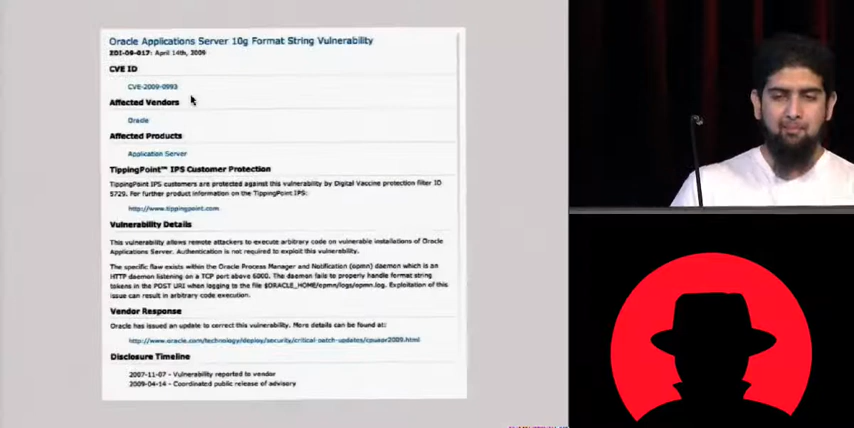 Oracle Applications Server 10g Format String Vulnerability
ZDI-09-017: April 14th, 2009
CVE ID
CVE-2009-0993
Affected Vendors
Oracle
Affected Products
Application Server
TippingPoint™ IPS Customer Protection
TippingPoint IPS customers are protected against this vulnerability by Digital Vaccine protection filter ID
5729. For further product information on the TippingPoint IPS:
http://www.tippingpoint.com
Vulnerability Details
This vulnerability allows remote attackers to execute arbitrary code on vulnerable installations of Oracle
Applications Server. Authentication is not required to exploit this vulnerability.
The specific flaw exists within the Oracle Process Manager and Notification (opmn) daemon which is an
HTTP daemon listening on a TCP port above 6000. The daemon fails to properly handle format string
tokens in the POST URI when logging to the file $ORACLE_HOME/opmn/logs/opmn.log. Exploitation of
this issue can result in arbitrary code execution.
Vendor Response
Oracle has issued an update to correct this vulnerability. More details can be found at:
http://www.oracle.com/technology/deploy/security/critical-patch-updates/cpuapr2009.html
Disclosure Timeline
2007-11-07 - Vulnerability reported to vendor
2009-04-14 - Coordinated public release of advisory